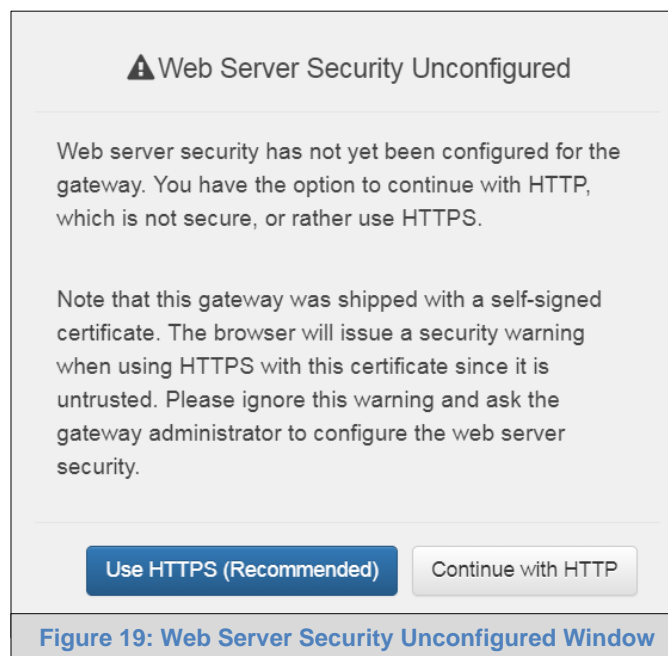 Web Server Security Unconfigured
Web server security has not yet been configured for the
gateway. You have the option to continue with HTTP,
which is not secure, or rather use HTTPS.
Note that this gateway was shipped with a self-signed
certificate. The browser will issue a security warning
when using HTTPS with this certificate since it is
untrusted. Please ignore this warning and ask the
gateway administrator to configure the web server
security.
Use HTTPS (Recommended) Continue with HTTP
Figure 19: Web Server Security Unconfigured Window